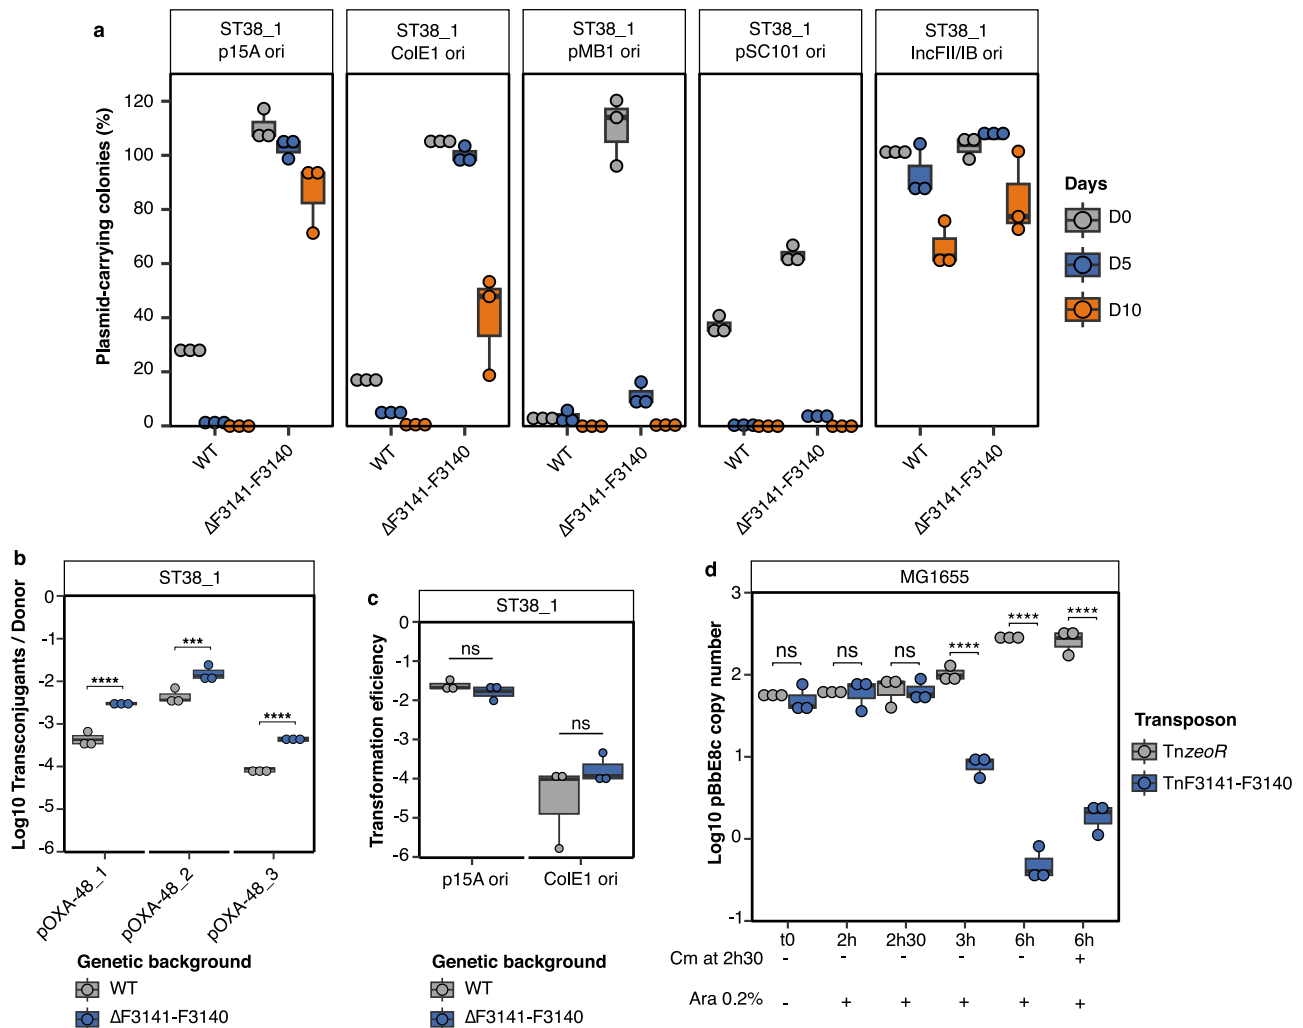 a
ST38_1
p15A ori
ST38_1
ColE1 ori
ST38_1
pMB1 ori
ST38_1
pSC101 ori
ST38_1
IncFII/IB ori
Plasmid-carrying colonies (%)
120
100
80
60
40
20
0
WT
ΔF3141-F3140
WT
ΔF3141-F3140
WT
ΔF3141-F3140
WT
ΔF3141-F3140
WT
ΔF3141-F3140
Days
D0
D5
D10
b
ST38_1
Log10 Transconjugants / Donor
0
-1
-2
-3
-4
-5
-6
****
***
****
pOXA-48_1
pOXA-48_2
pOXA-48_3
Genetic background
WT
ΔF3141-F3140
c
ST38_1
Transformation eficiency
0
-1
-2
-3
-4
-5
-6
ns
ns
p15A ori
ColE1 ori
Genetic background
WT
ΔF3141-F3140
d
MG1655
Log10 pBbE8c copy number
3
2
1
0
-1
ns
ns
ns
****
****
****
t0
2h
2h30
3h
6h
6h
Cm at 2h30
- - - - - +
Ara 0.2%
- + + + + +
Transposon
TnzeoR
TnF3141-F3140